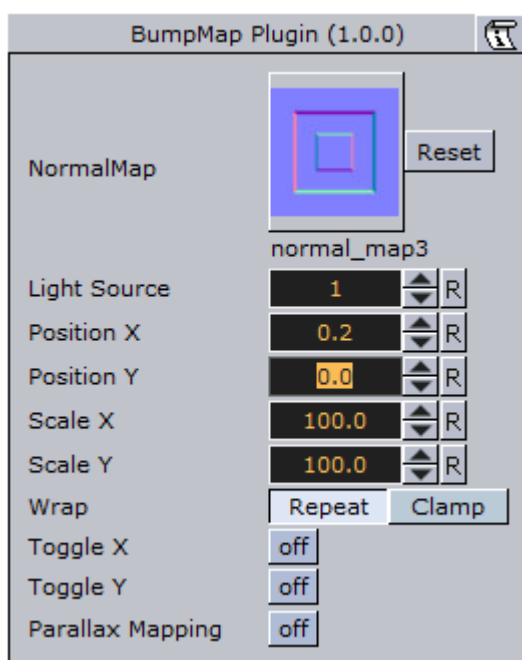 BumpMap Plugin (1.0.0)
NormalMap
Reset
normal_map3
Light Source 1 R
Position X 0.2 R
Position Y 0.0 R
Scale X 100.0 R
Scale Y 100.0 R
Wrap Repeat Clamp
Toggle X off
Toggle Y off
Parallax Mapping off